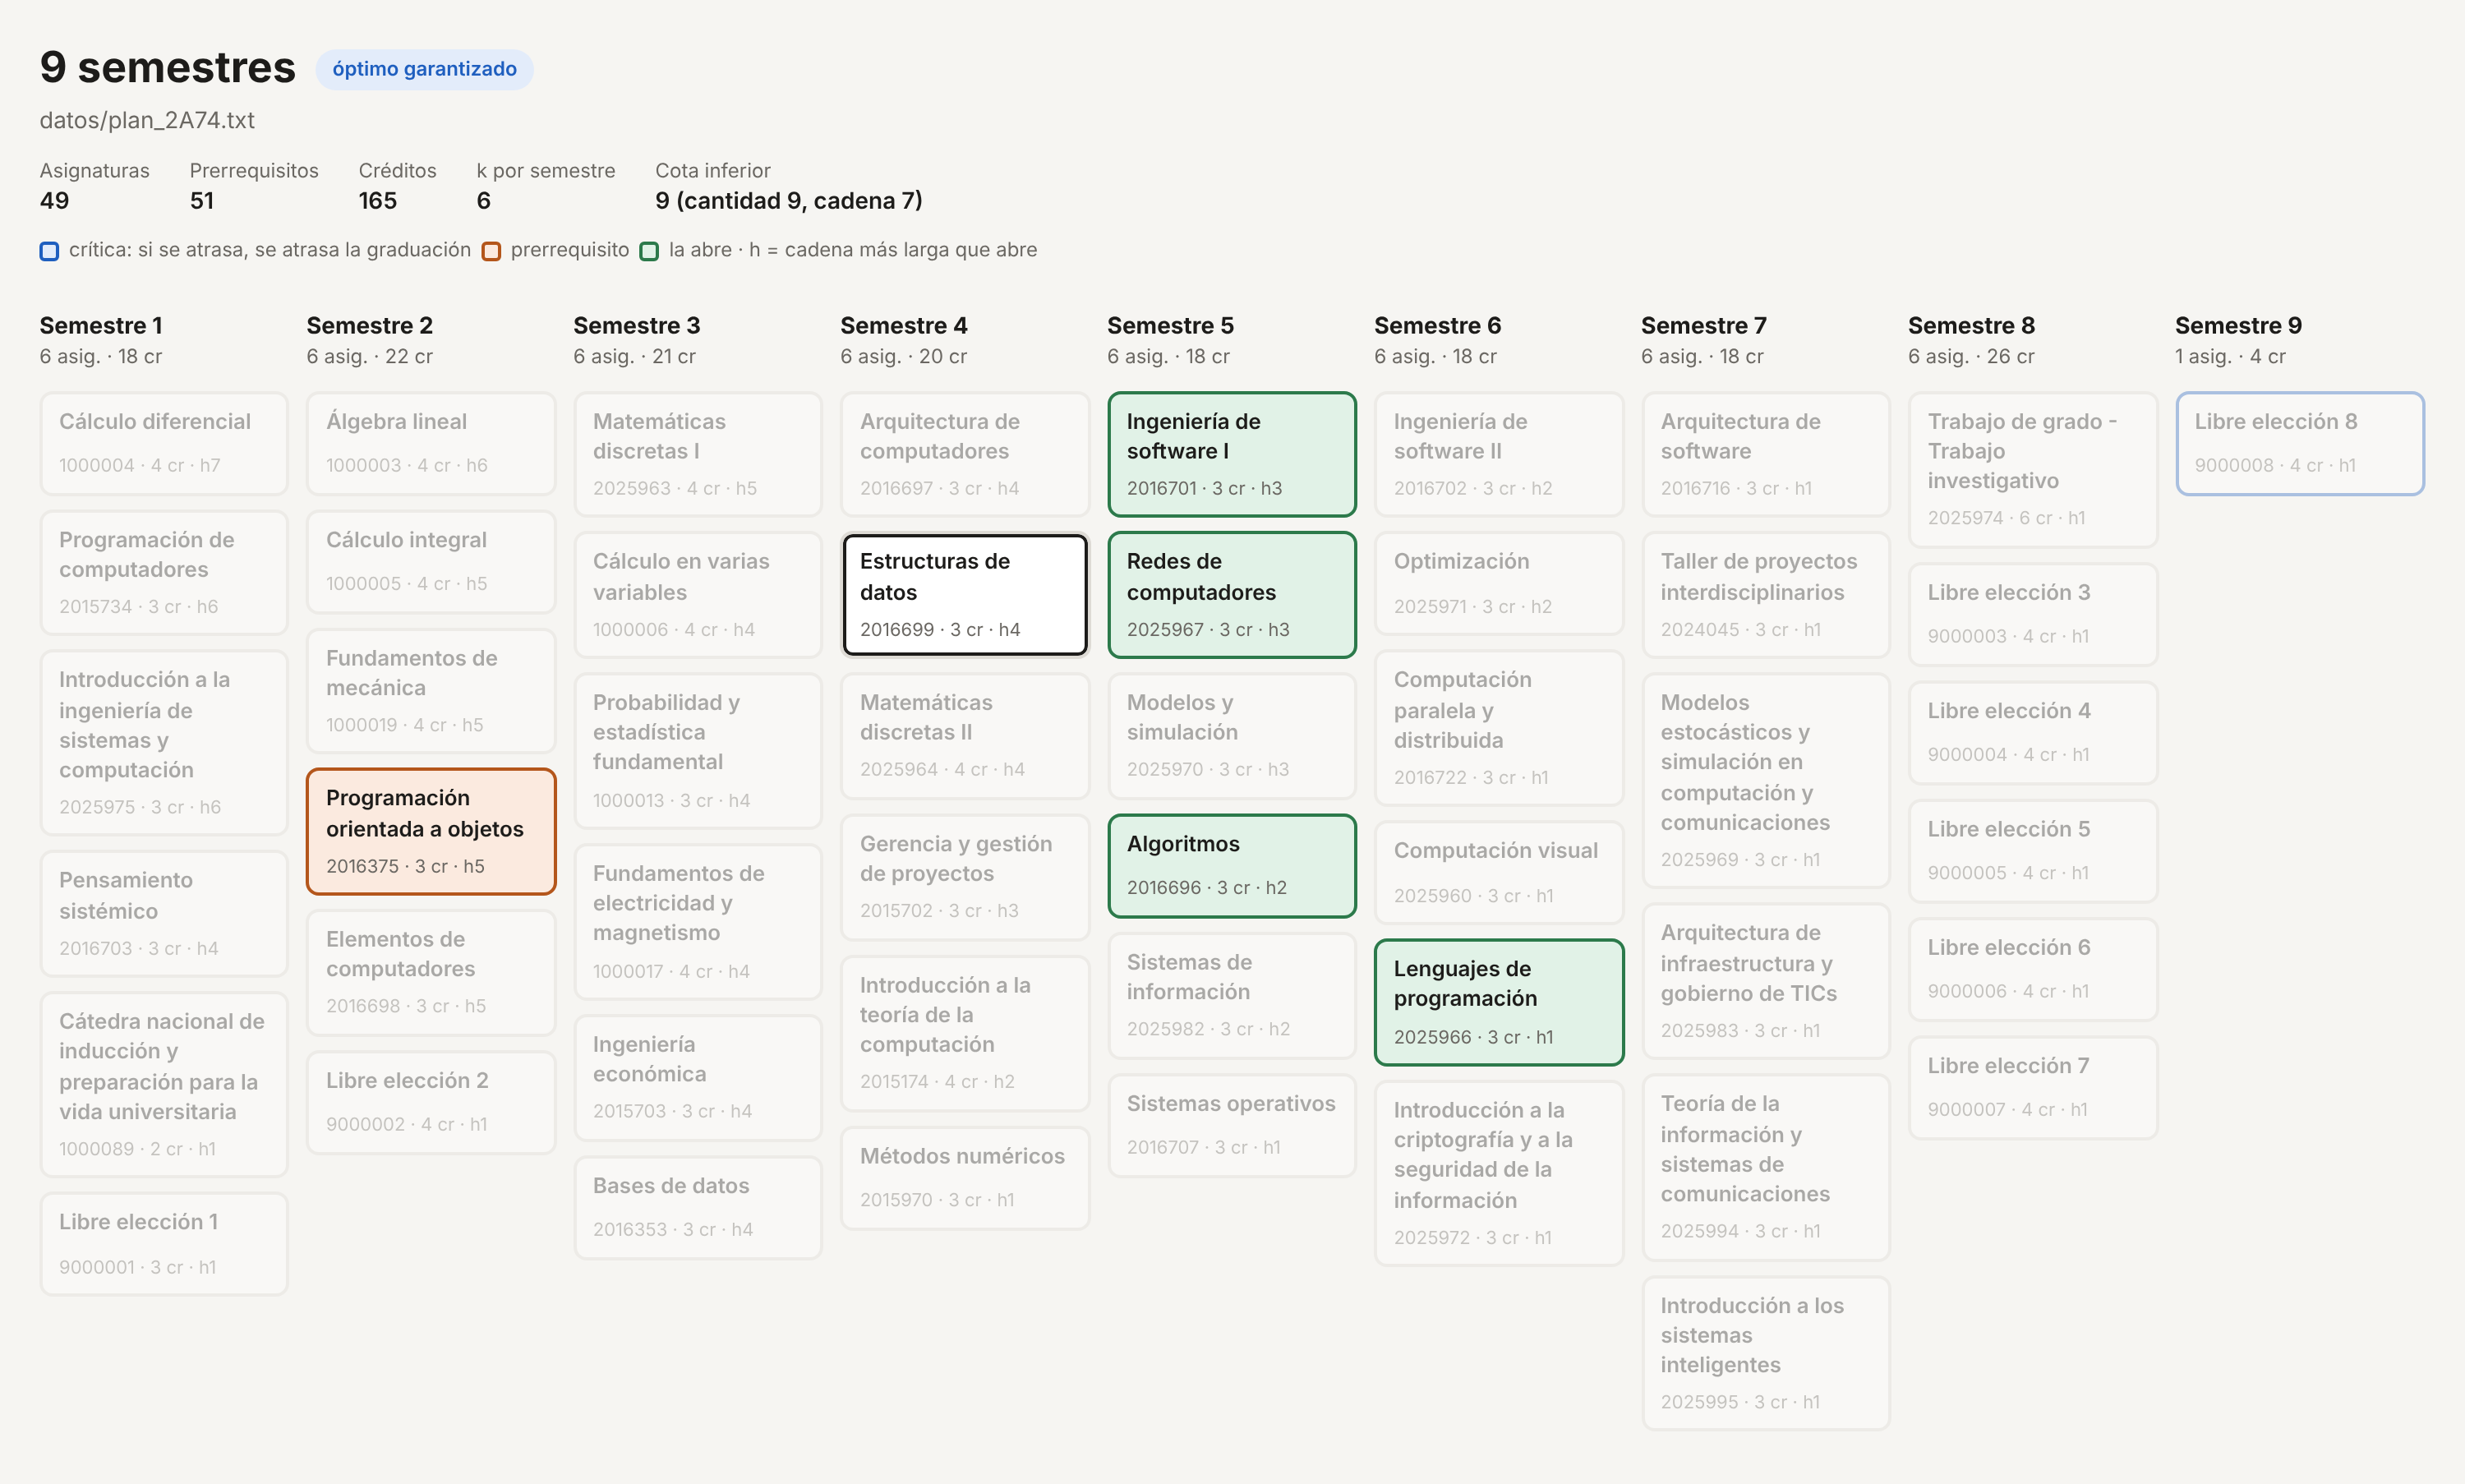 9 semestres
óptimo garantizado
datos/plan_2A74.txt
Asignaturas
49
Prerrequisitos
51
Créditos
165
k por semestre
6
Cota inferior
9 (cantidad 9, cadena 7)
crítica: si se atrasa, se atrasa la graduación
prerrequisito
la abre · h = cadena más larga que abre
Semestre 1
6 asig. · 18 cr
Cálculo diferencial
1000004 · 4 cr · h7
Programación de
computadores
2015734 · 3 cr · h6
Introducción a la
ingeniería de
sistemas y
computación
2025975 · 3 cr · h6
Pensamiento
sistémico
2016703 · 3 cr · h4
Cátedra nacional de
inducción y
preparación para la
vida universitaria
1000089 · 2 cr · h1
Libre elección 1
9000001 · 3 cr · h1
Semestre 2
6 asig. · 22 cr
Álgebra lineal
1000003 · 4 cr · h6
Cálculo integral
1000005 · 4 cr · h5
Fundamentos de
mecánica
1000019 · 4 cr · h5
Programación
orientada a objetos
2016375 · 3 cr · h5
Elementos de
computadores
2016698 · 3 cr · h5
Libre elección 2
9000002 · 4 cr · h1
Semestre 3
6 asig. · 21 cr
Matemáticas
discretas I
2025963 · 4 cr · h5
Cálculo en varias
variables
1000006 · 4 cr · h4
Probabilidad y
estadística
fundamental
1000013 · 3 cr · h4
Fundamentos de
electricidad y
magnetismo
1000017 · 4 cr · h4
Ingeniería
económica
2015703 · 3 cr · h4
Bases de datos
2016353 · 3 cr · h4
Semestre 4
6 asig. · 20 cr
Arquitectura de
computadores
2016697 · 3 cr · h4
Estructuras de
datos
2016699 · 3 cr · h4
Matemáticas
discretas II
2025964 · 4 cr · h4
Gerencia y gestión
de proyectos
2015702 · 3 cr · h3
Introducción a la
teoría de la
computación
2015174 · 4 cr · h2
Métodos numéricos
2015970 · 3 cr · h1
Semestre 5
6 asig. · 18 cr
Ingeniería de
software I
2016701 · 3 cr · h3
Redes de
computadores
2025967 · 3 cr · h3
Modelos y
simulación
2025970 · 3 cr · h3
Algoritmos
2016696 · 3 cr · h2
Sistemas de
información
2025982 · 3 cr · h2
Sistemas operativos
2016707 · 3 cr · h1
Semestre 6
6 asig. · 18 cr
Ingeniería de
software II
2016702 · 3 cr · h2
Optimización
2025971 · 3 cr · h2
Computación
paralela y
distribuida
2016722 · 3 cr · h1
Computación visual
2025960 · 3 cr · h1
Lenguajes de
programación
2025966 · 3 cr · h1
Introducción a la
criptografía y a la
seguridad de la
información
2025972 · 3 cr · h1
Semestre 7
6 asig. · 18 cr
Arquitectura de
software
2016716 · 3 cr · h1
Taller de proyectos
interdisciplinarios
2024045 · 3 cr · h1
Modelos
estocásticos y
simulación en
computación y
comunicaciones
2025969 · 3 cr · h1
Arquitectura de
infraestructura y
gobierno de TICs
2025983 · 3 cr · h1
Teoría de la
información y
sistemas de
comunicaciones
2025994 · 3 cr · h1
Introducción a los
sistemas
inteligentes
2025995 · 3 cr · h1
Semestre 8
6 asig. · 26 cr
Trabajo de grado -
Trabajo
investigativo
2025974 · 6 cr · h1
Libre elección 3
9000003 · 4 cr · h1
Libre elección 4
9000004 · 4 cr · h1
Libre elección 5
9000005 · 4 cr · h1
Libre elección 6
9000006 · 4 cr · h1
Libre elección 7
9000007 · 4 cr · h1
Semestre 9
1 asig. · 4 cr
Libre elección 8
9000008 · 4 cr · h1